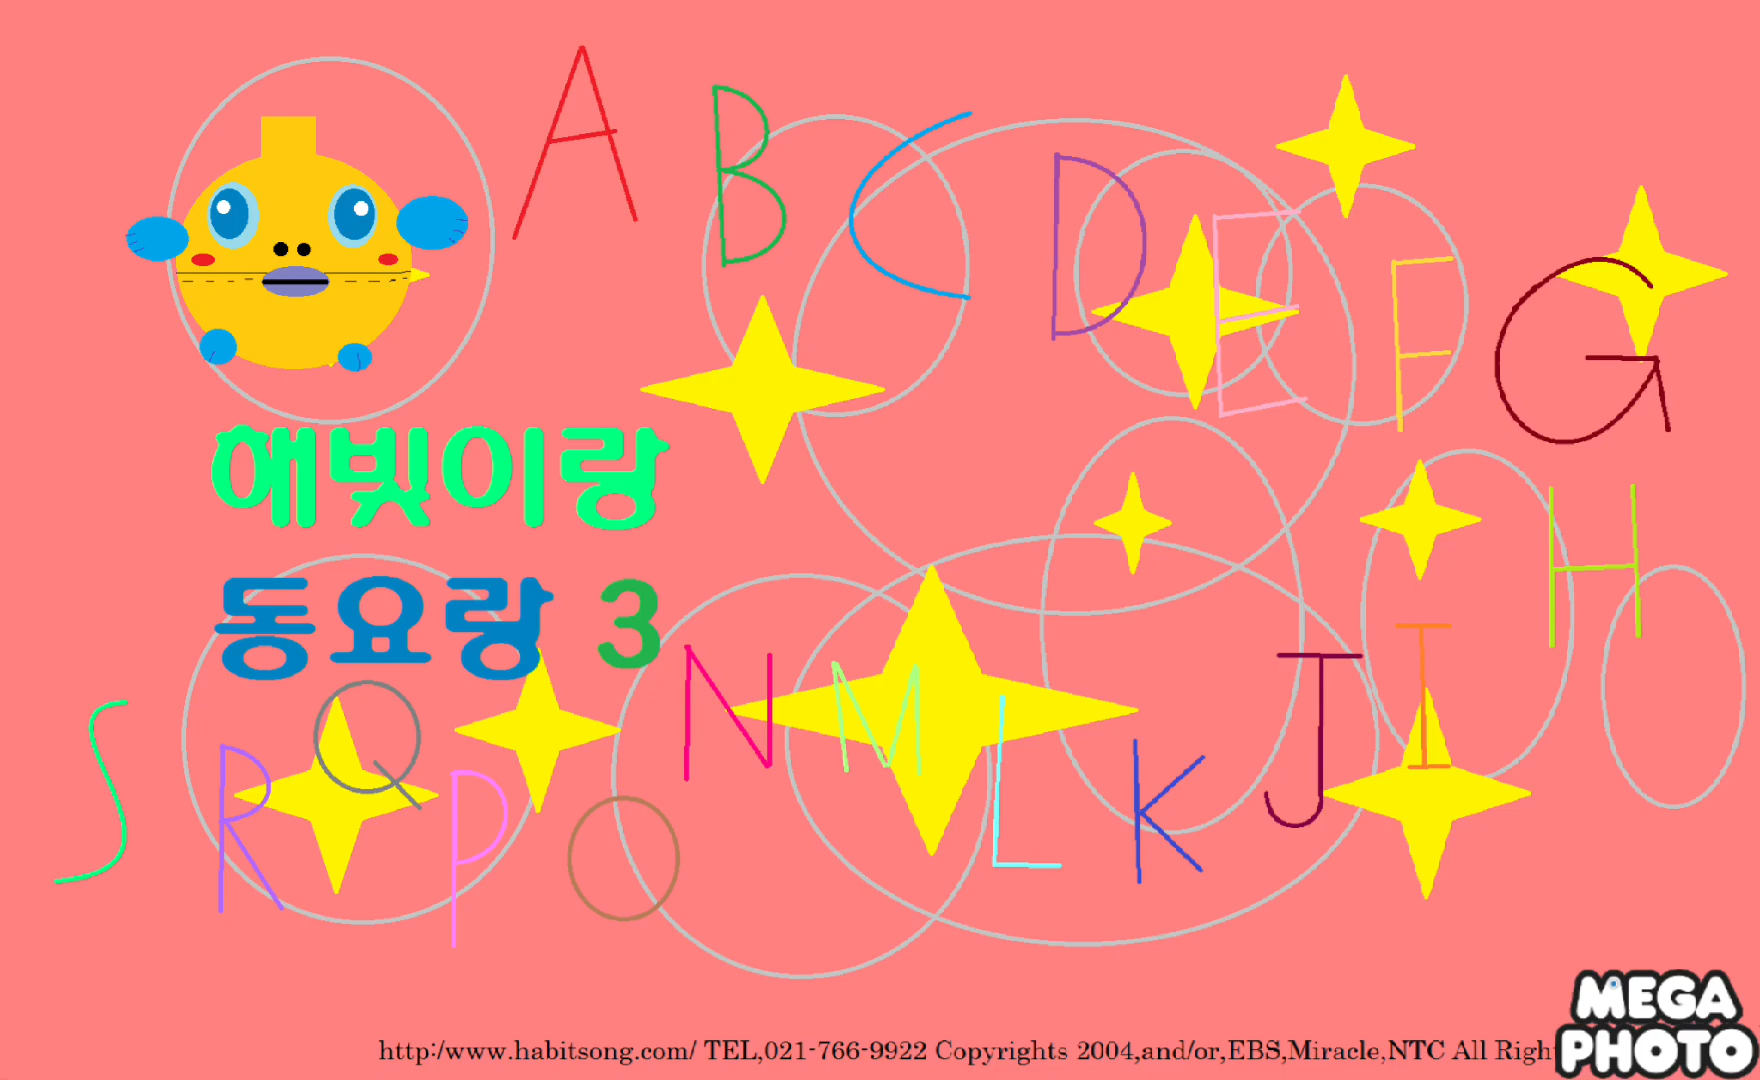 A B C D E F G
해빛이랑
H
동요랑 3
S R Q P O N M L K J I
http:/www.habitsong.com/ TEL,021-766-9922 Copyrights 2004,and/or,EBS,Miracle,NTC All Righ
MEGA
PHOTO